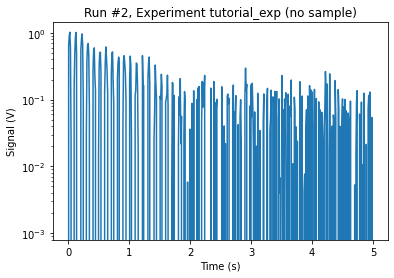 Run #2, Experiment tutorial_exp (no sample)
Signal (V)
10⁰
10⁻¹
10⁻²
10⁻³
0 1 2 3 4 5
Time (s)